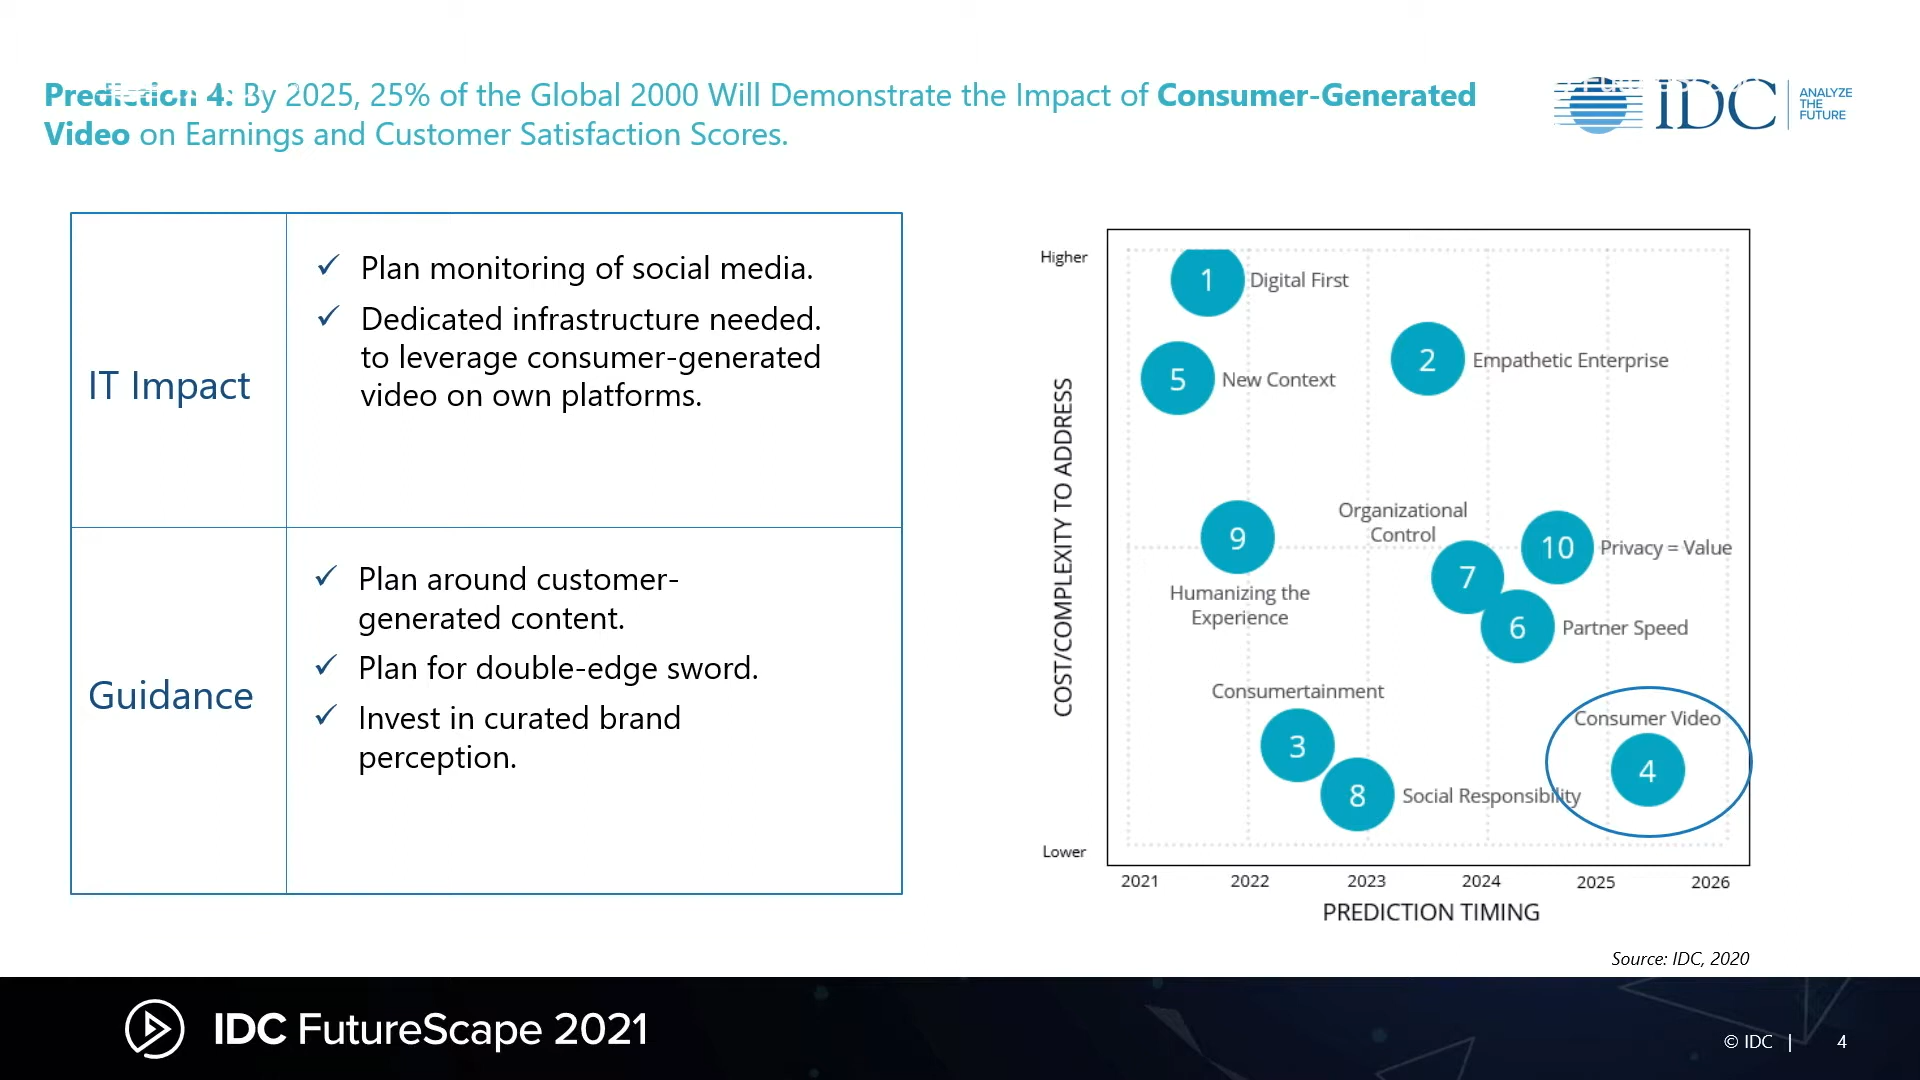 Prediction 4: By 2025, 25% of the Global 2000 Will Demonstrate the Impact of Consumer-Generated
Video on Earnings and Customer Satisfaction Scores.
IDC
ANALYZE
THE
FUTURE
IT Impact
✓ Plan monitoring of social media.
✓ Dedicated infrastructure needed.
to leverage consumer-generated
video on own platforms.
Guidance
✓ Plan around customer-
generated content.
✓ Plan for double-edge sword.
✓ Invest in curated brand
perception.
COST/COMPLEXITY TO ADDRESS
Higher
1 Digital First
2 Empathetic Enterprise
5 New Context
Organizational
Control
9
10 Privacy = Value
7
Humanizing the
Experience
6 Partner Speed
Consumertainment
Consumer Video
3
4
8 Social Responsibility
Lower
2021 2022 2023 2024 2025 2026
PREDICTION TIMING
Source: IDC, 2020
IDC FutureScape 2021
© IDC | 4